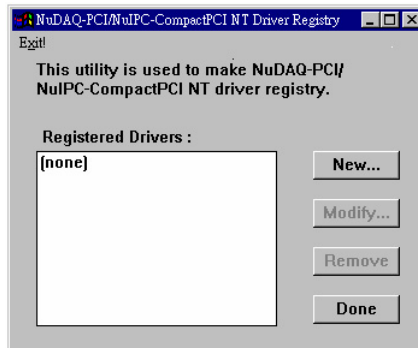 NuDAQ-PCI/NuIPC-CompactPCI NT Driver Registry
Exit!
This utility is used to make NuDAQ-PCI/
NuIPC-CompactPCI NT driver registry.
Registered Drivers :
(none)
New...
Modify...
Remove
Done